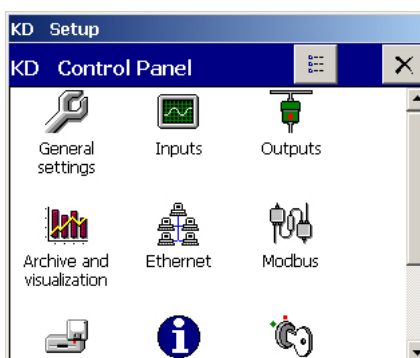 KD Setup
KD Control Panel
General settings
Inputs
Outputs
Archive and visualization
Ethernet
Modbus